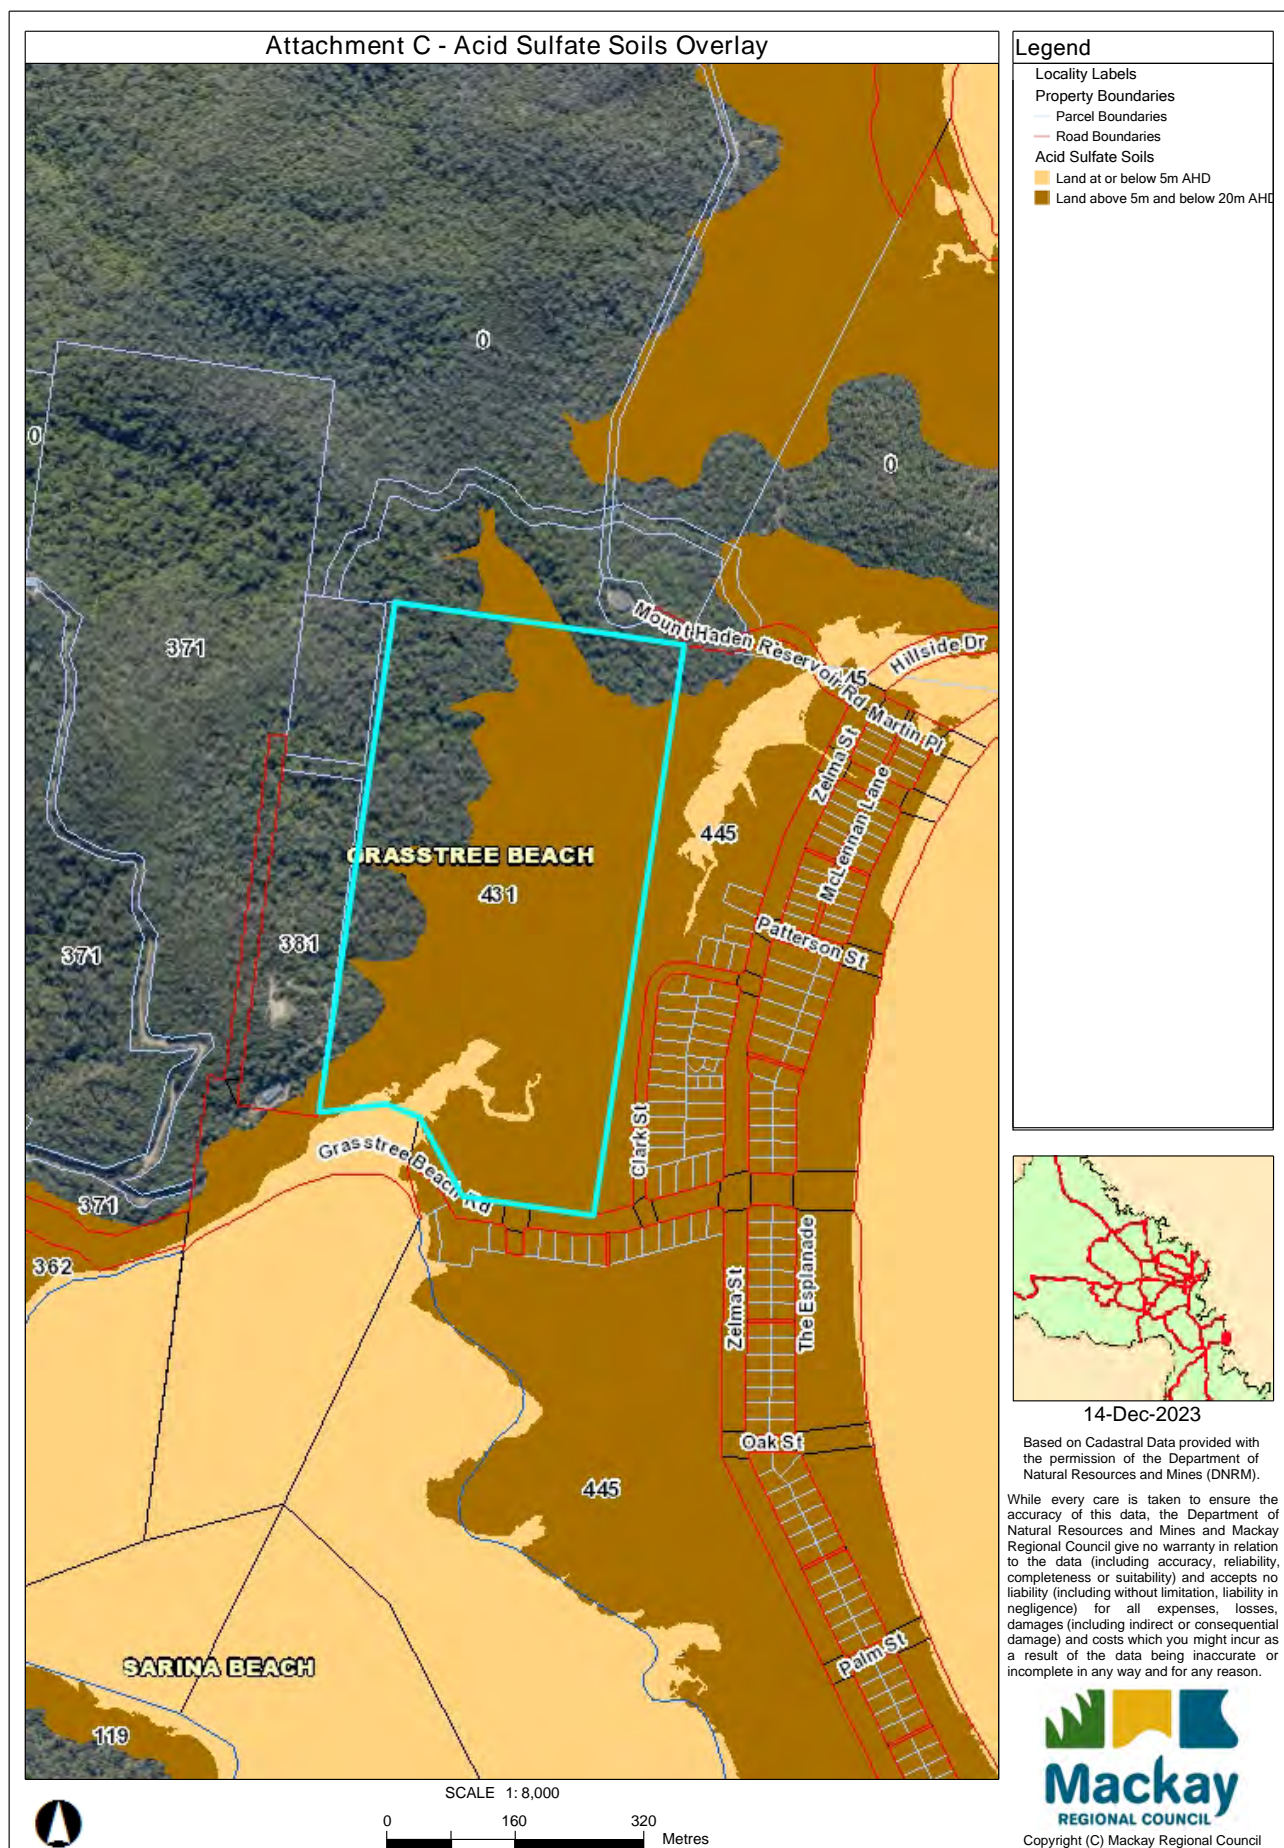 Attachment C - Acid Sulfate Soils Overlay
Legend
Locality Labels
Property Boundaries
Parcel Boundaries
Road Boundaries
Acid Sulfate Soils
Land at or below 5m AHD
Land above 5m and below 20m AHD
0
0
0
371
Mount Haden Reservoir Rd
Hillside Dr
Martin Pl
Zelma St
McLennan Lane
445
GRASSTREE BEACH
431
Patterson St
381
371
Clark St
Grasstree Beach Rd
371
362
Zelma St
The Esplanade
Oak St
445
Palm St
SARINA BEACH
119
14-Dec-2023
Based on Cadastral Data provided with
the permission of the Department of
Natural Resources and Mines (DNRM).
While every care is taken to ensure the
accuracy of this data, the Department of
Natural Resources and Mines and Mackay
Regional Council give no warranty in relation
to the data (including accuracy, reliability,
completeness or suitability) and accepts no
liability (including without limitation, liability in
negligence) for all expenses, losses,
damages (including indirect or consequential
damage) and costs which you might incur as
a result of the data being inaccurate or
incomplete in any way and for any reason.
Mackay
REGIONAL COUNCIL
Copyright (C) Mackay Regional Council
SCALE 1: 8,000
0 160 320
Metres